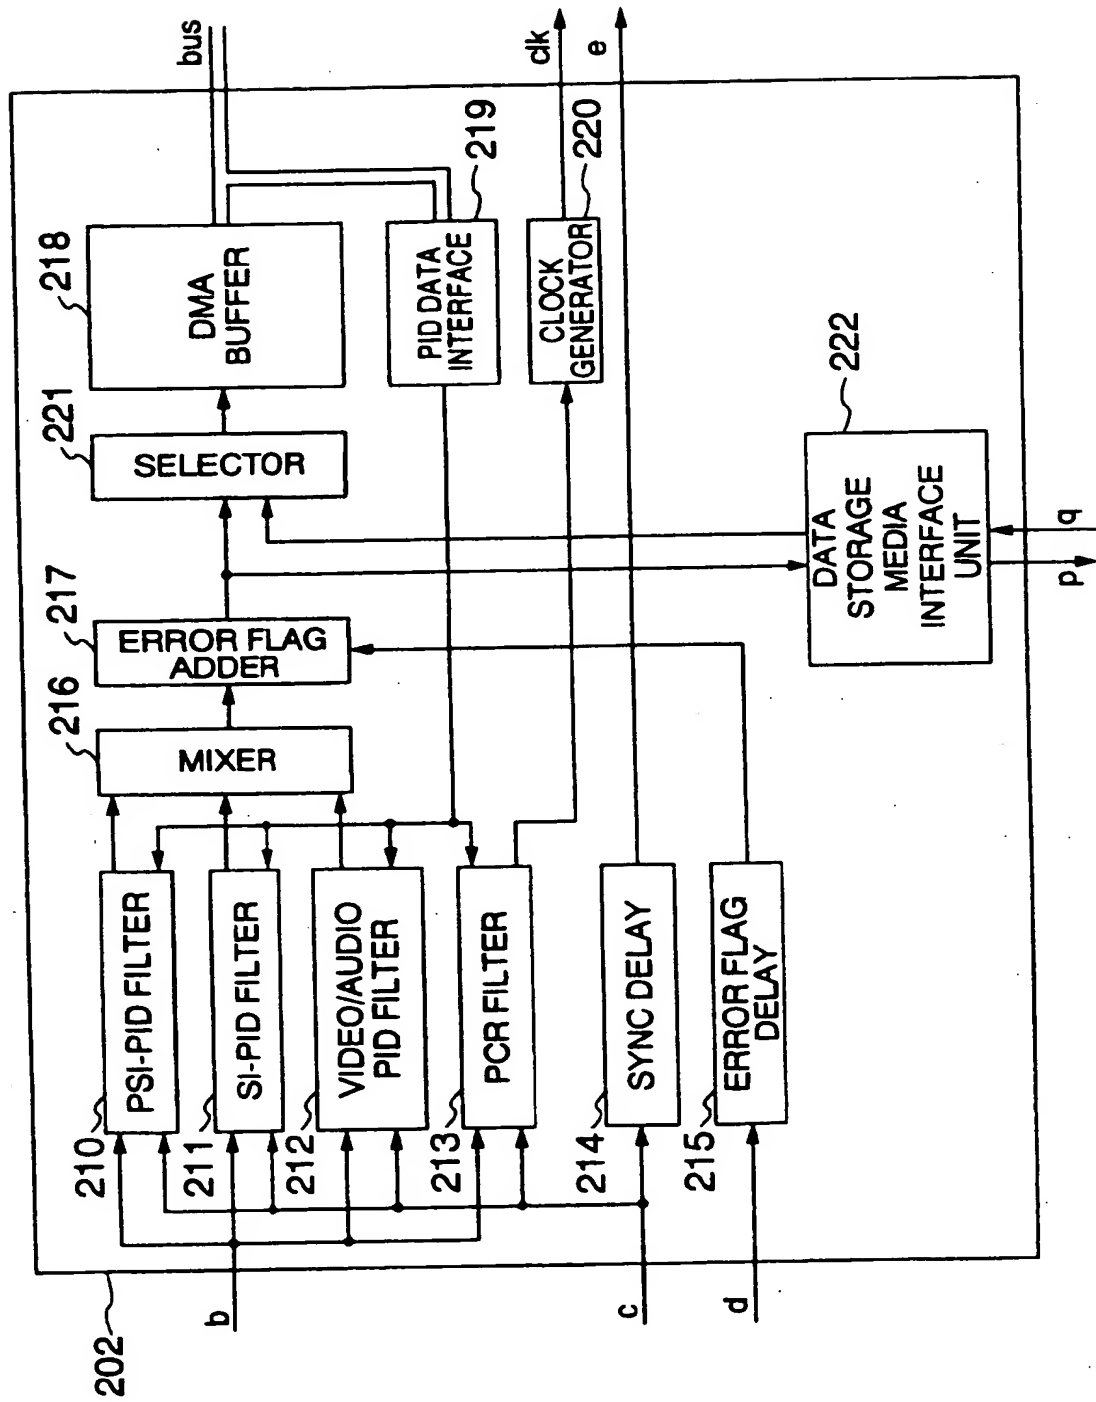 202
b
c
d
210
PSI-PID FILTER
211
SI-PID FILTER
212
VIDEO/AUDIO
PID FILTER
213
PCR FILTER
214
SYNC DELAY
215
ERROR FLAG
DELAY
216
MIXER
217
ERROR FLAG
ADDER
221
SELECTOR
218
DMA
BUFFER
219
PID DATA
INTERFACE
220
CLOCK
GENERATOR
222
DATA
STORAGE
MEDIA
INTERFACE
UNIT
bus
clk
e
p
q